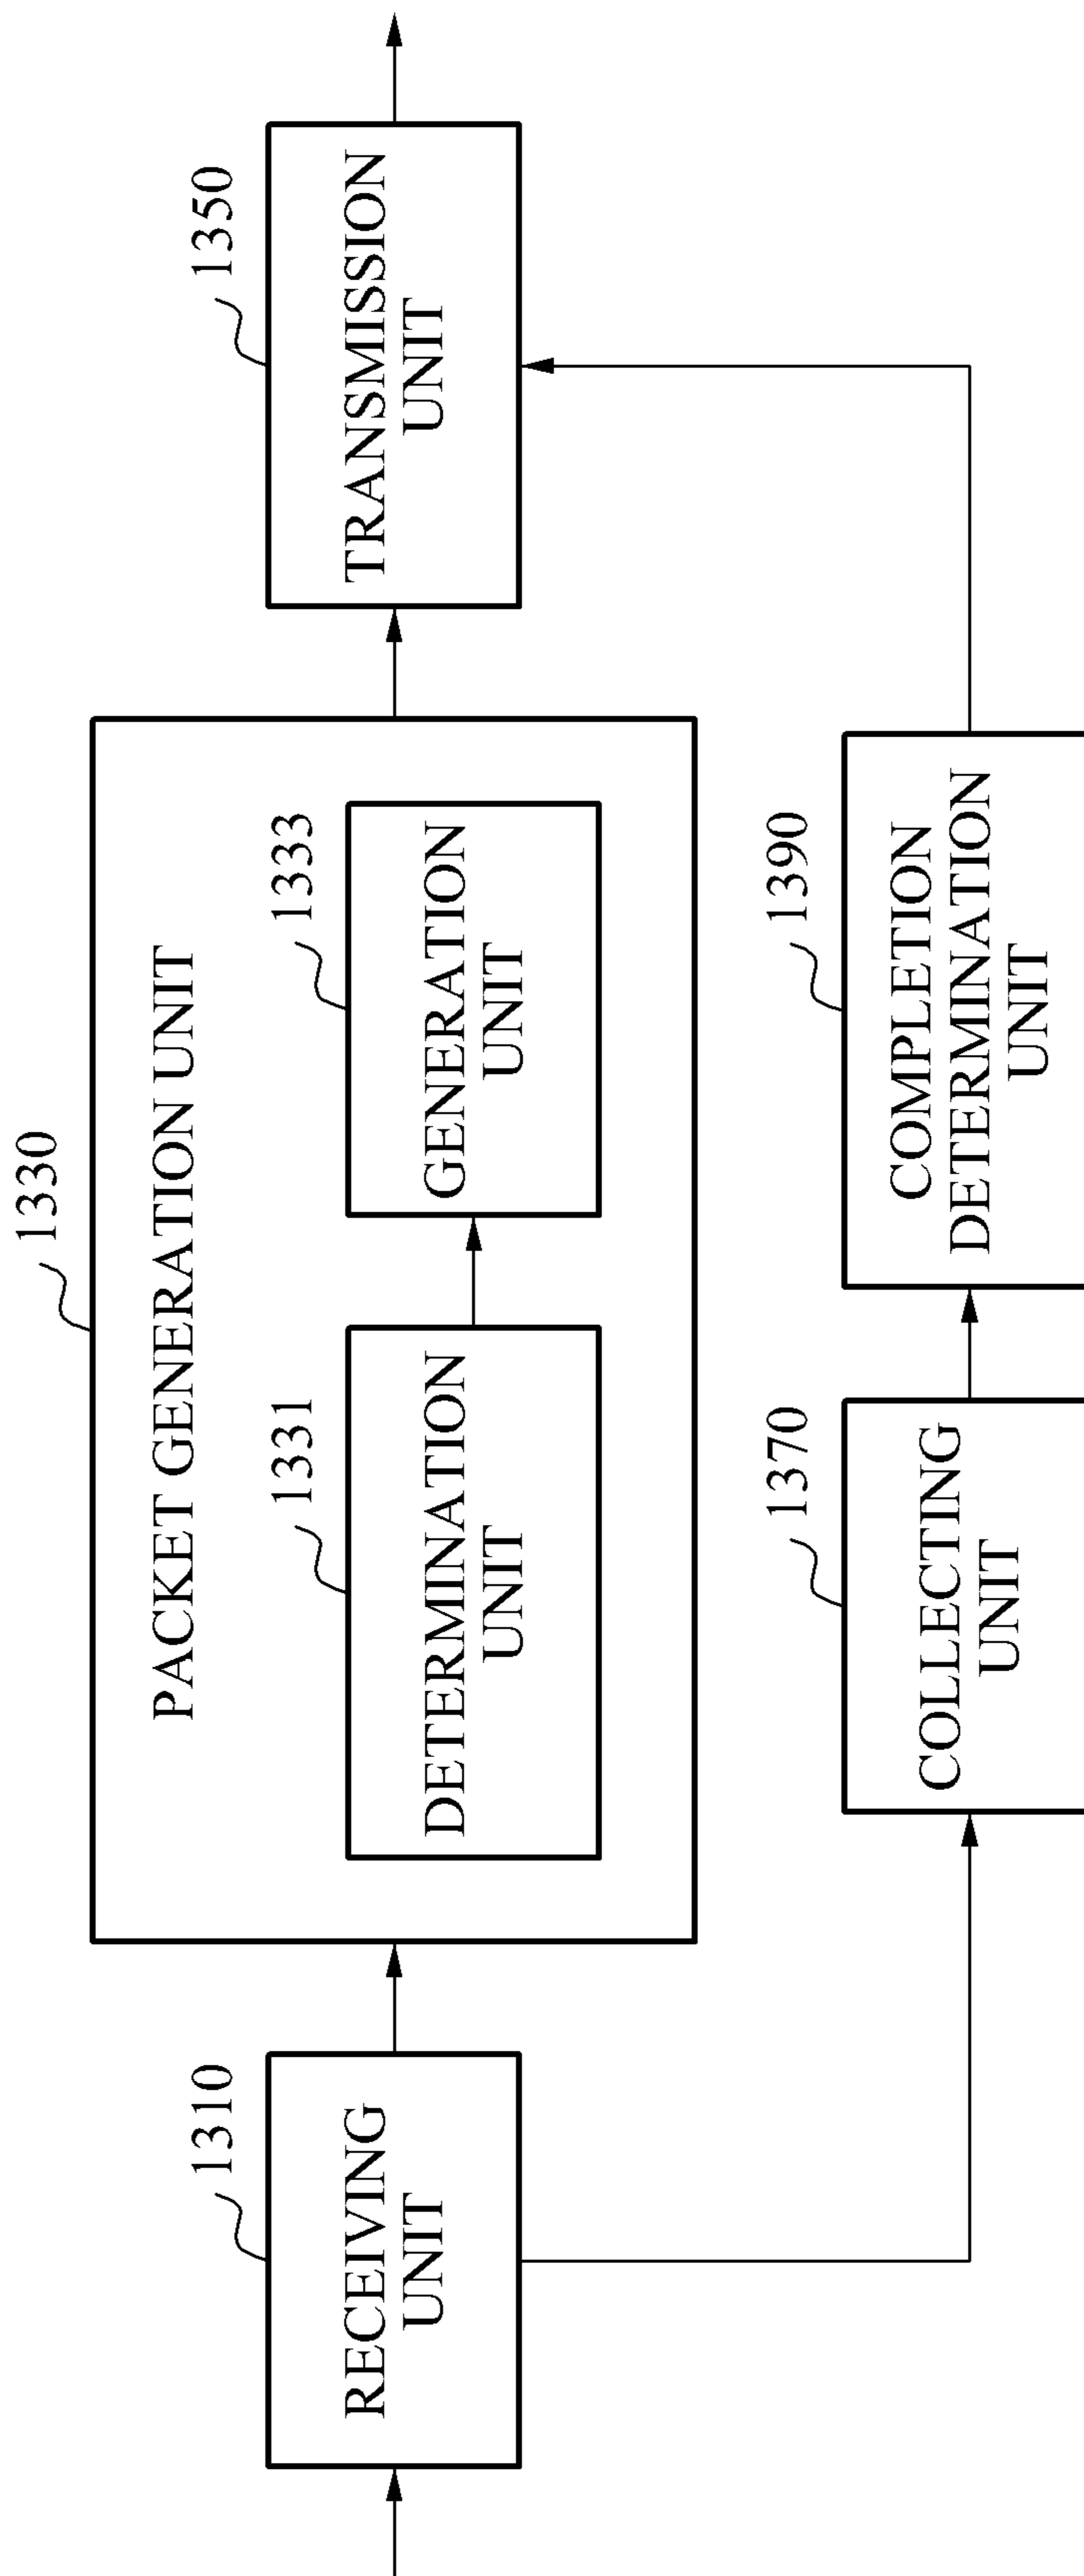 1330
PACKET GENERATION UNIT
1310
RECEIVING
UNIT
1331
DETERMINATION
UNIT
1333
GENERATION
UNIT
1350
TRANSMISSION
UNIT
1370
COLLECTING
UNIT
1390
COMPLETION
DETERMINATION
UNIT